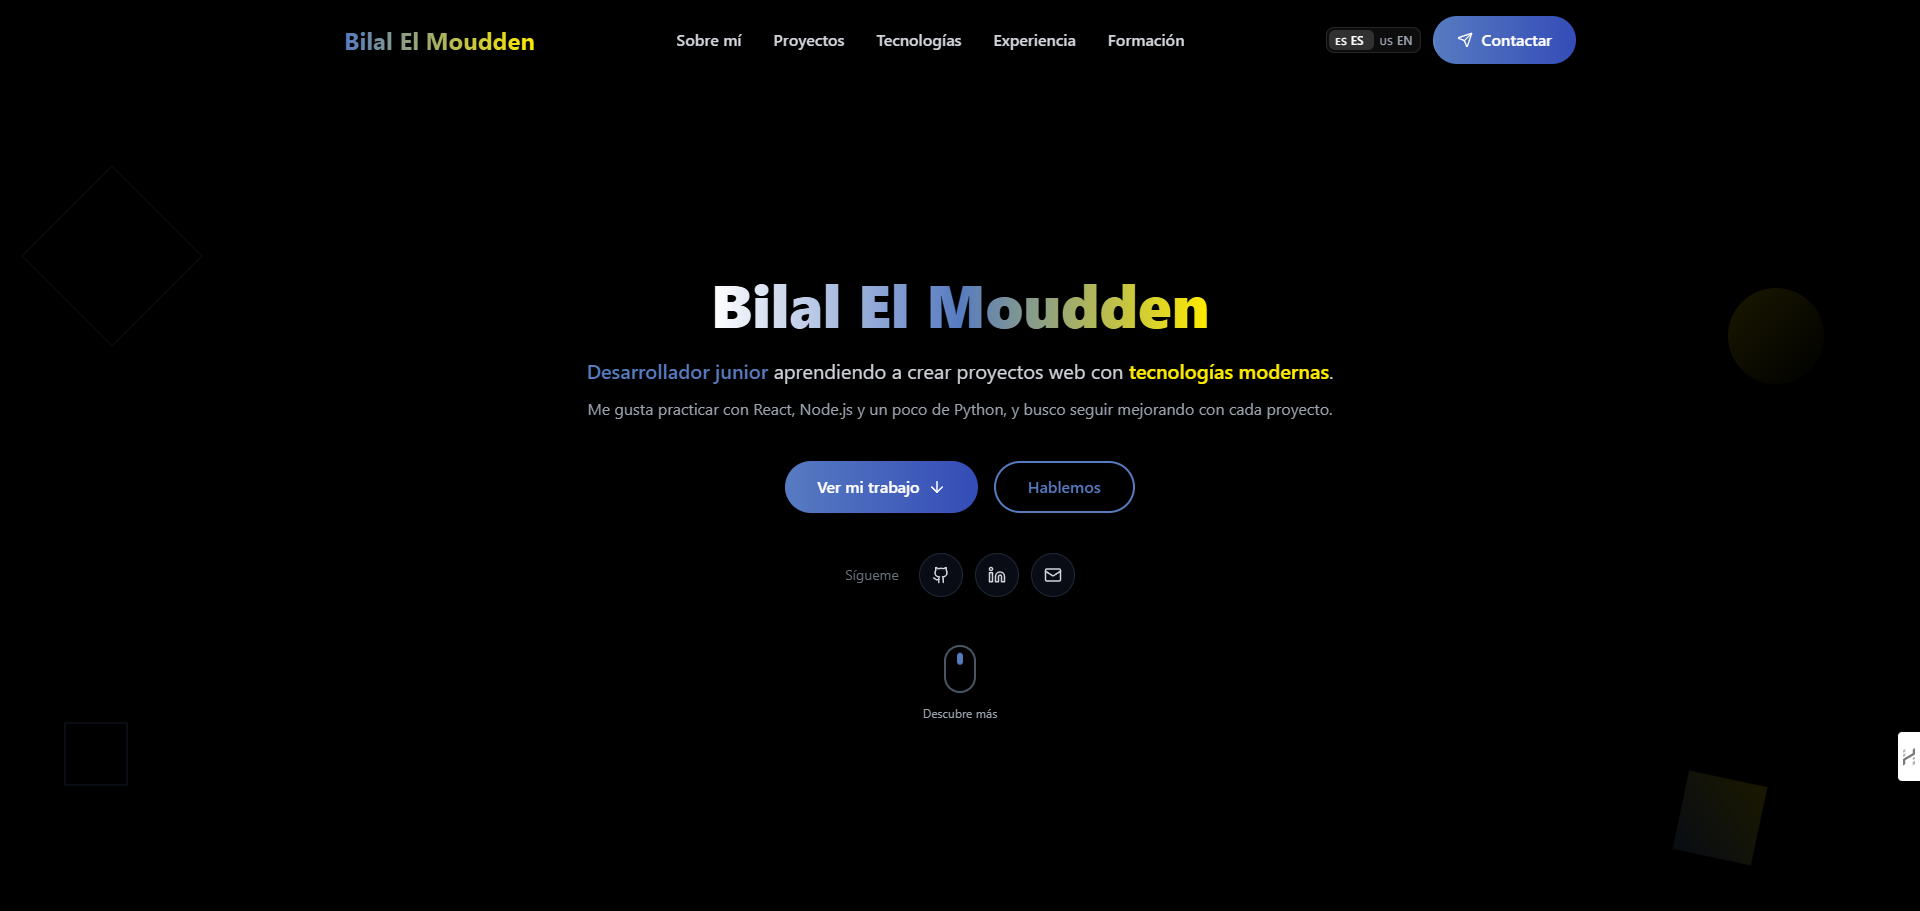 Bilal El Moudden
Sobre mí Proyectos Tecnologías Experiencia Formación
ES ES US EN
Contactar
Bilal El Moudden
Desarrollador junior aprendiendo a crear proyectos web con tecnologías modernas.
Me gusta practicar con React, Node.js y un poco de Python, y busco seguir mejorando con cada proyecto.
Ver mi trabajo
Hablemos
Sígueme
Descubre más